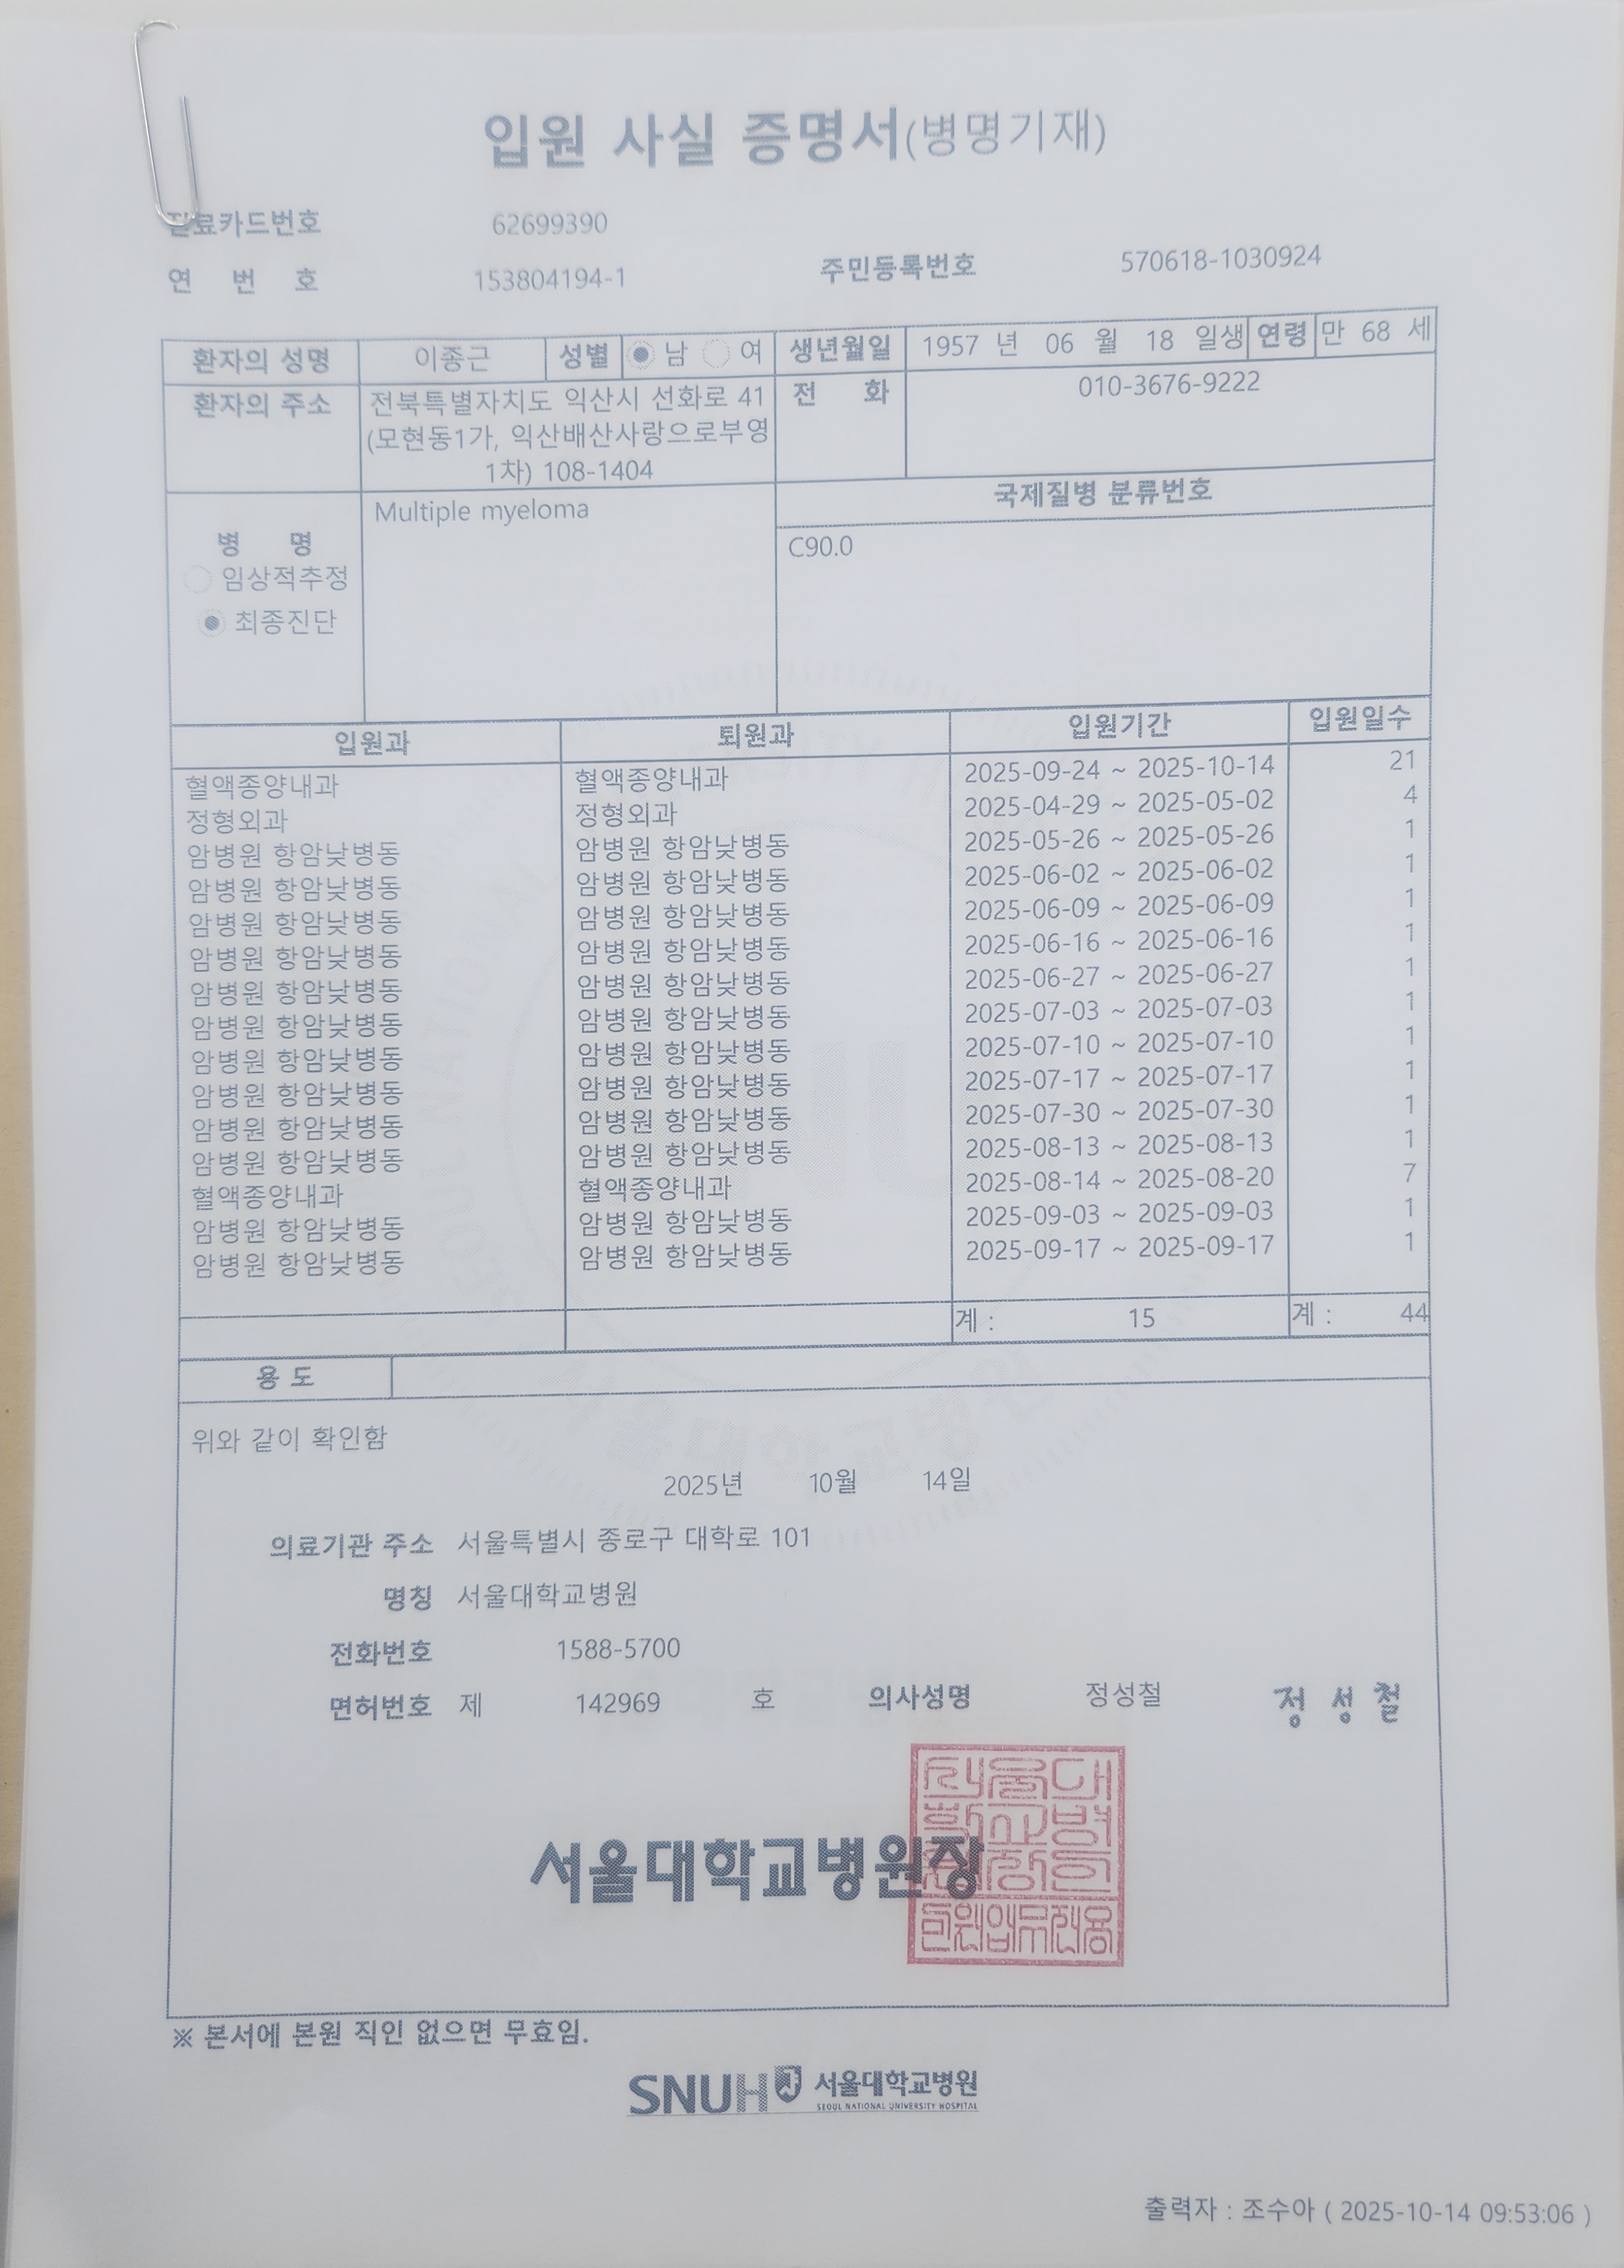 입원 사실 증명서(병명기재)
진료카드번호 62699390
연 번 호 153804194-1 주민등록번호 570618-1030924
환자의 성명 이종근 성별 남 여 생년월일 1957 년 06 월 18 일생 연령 만 68 세
환자의 주소 전북특별자치도 익산시 선화로 41 전 화 010-3676-9222
(모현동1가, 익산배산사랑으로부영
1차) 108-1404
병 명 Multiple myeloma 국제질병 분류번호
임상적추정 C90.0
최종진단
입원과 퇴원과 입원기간 입원일수
혈액종양내과 혈액종양내과 2025-09-24 ~ 2025-10-14 21
정형외과 정형외과 2025-04-29 ~ 2025-05-02 4
암병원 항암낮병동 암병원 항암낮병동 2025-05-26 ~ 2025-05-26 1
암병원 항암낮병동 암병원 항암낮병동 2025-06-02 ~ 2025-06-02 1
암병원 항암낮병동 암병원 항암낮병동 2025-06-09 ~ 2025-06-09 1
암병원 항암낮병동 암병원 항암낮병동 2025-06-16 ~ 2025-06-16 1
암병원 항암낮병동 암병원 항암낮병동 2025-06-27 ~ 2025-06-27 1
암병원 항암낮병동 암병원 항암낮병동 2025-07-03 ~ 2025-07-03 1
암병원 항암낮병동 암병원 항암낮병동 2025-07-10 ~ 2025-07-10 1
암병원 항암낮병동 암병원 항암낮병동 2025-07-17 ~ 2025-07-17 1
암병원 항암낮병동 암병원 항암낮병동 2025-07-30 ~ 2025-07-30 1
암병원 항암낮병동 암병원 항암낮병동 2025-08-13 ~ 2025-08-13 1
혈액종양내과 혈액종양내과 2025-08-14 ~ 2025-08-20 7
암병원 항암낮병동 암병원 항암낮병동 2025-09-03 ~ 2025-09-03 1
암병원 항암낮병동 암병원 항암낮병동 2025-09-17 ~ 2025-09-17 1
계 : 15 계 : 44
용 도
위와 같이 확인함
2025년 10월 14일
의료기관 주소 서울특별시 종로구 대학로 101
명칭 서울대학교병원
전화번호 1588-5700
면허번호 제 142969 호 의사성명 정성철 정 성 철
서울대학교병원장
※ 본서에 본원 직인 없으면 무효임.
SNUH 서울대학교병원
SEOUL NATIONAL UNIVERSITY HOSPITAL
출력자 : 조수아 ( 2025-10-14 09:53:06 )